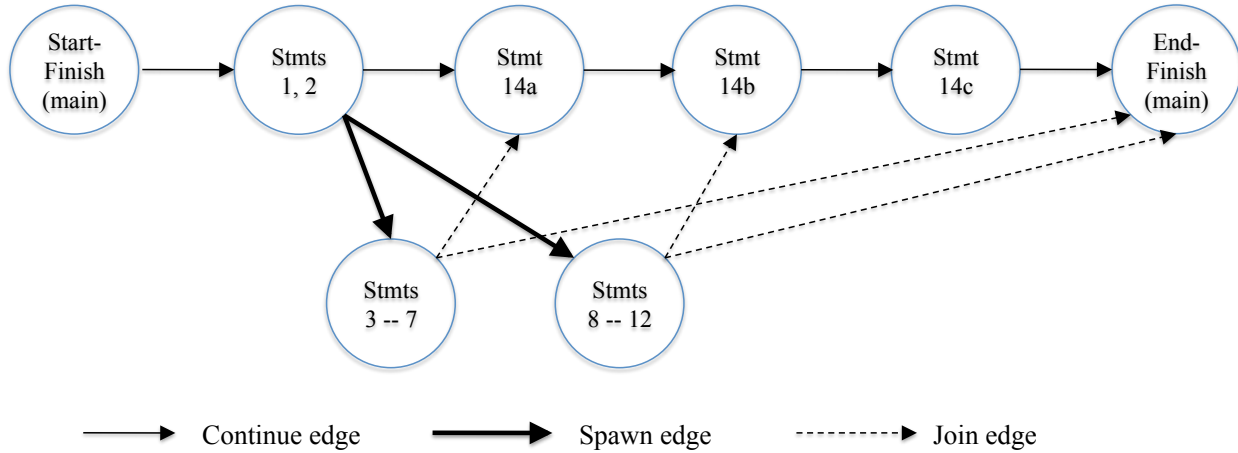 Start-
Finish
(main)
Stmts
1, 2
Stmt
14a
Stmt
14b
Stmt
14c
End-
Finish
(main)
Stmts
3 -- 7
Stmts
8 -- 12
Continue edge
Spawn edge
Join edge